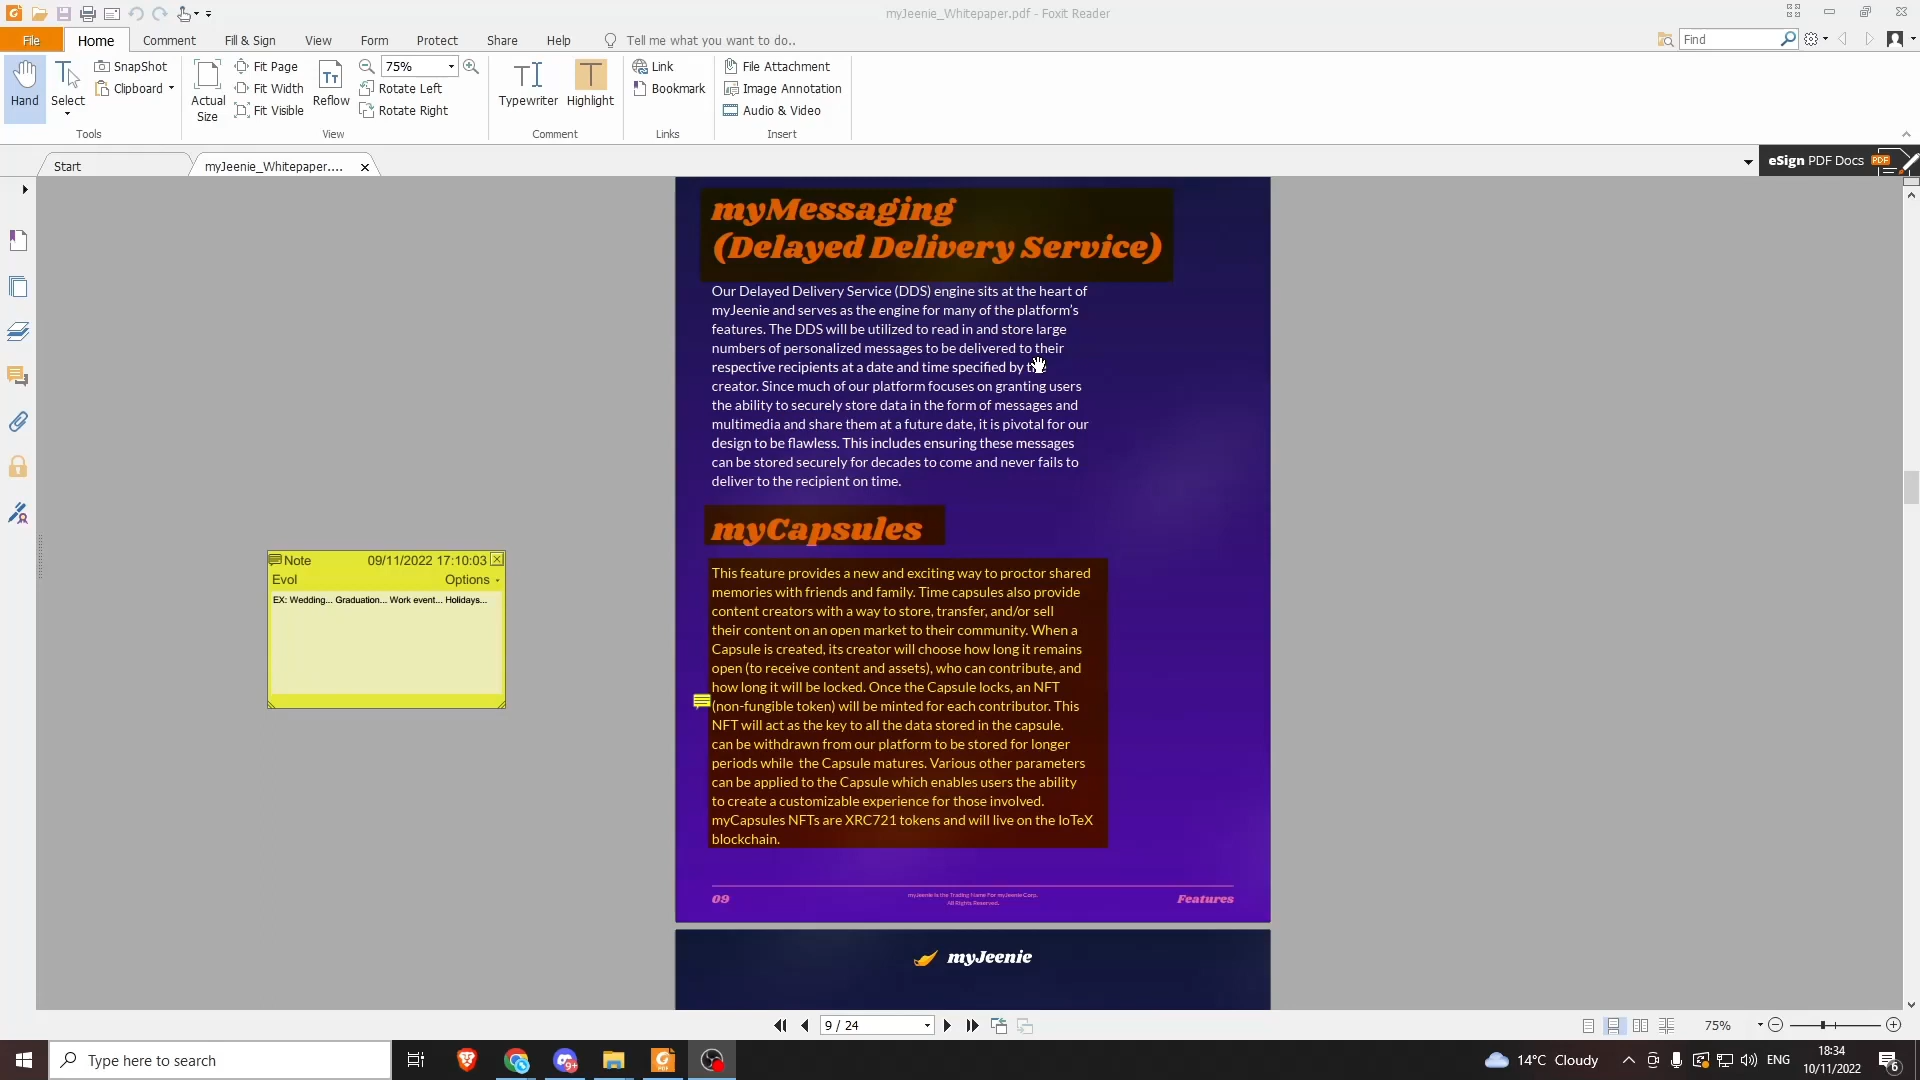 myJeenie_Whitepaper.pdf - Foxit Reader
File
Home
Comment
Fill & Sign
View
Form
Protect
Share
Help
Tell me what you want to do..
Find
Hand
Select
SnapShot
Clipboard
Tools
Actual
Size
Fit Page
Fit Width
Fit Visible
Reflow
75%
Rotate Left
Rotate Right
View
Typewriter
Highlight
Comment
Link
Bookmark
Links
File Attachment
Image Annotation
Audio & Video
Insert
Start
myJeenie_Whitepaper....
eSign PDF Docs
PDF
myMessaging
(Delayed Delivery Service)
Our Delayed Delivery Service (DDS) engine sits at the heart of
myJeenie and serves as the engine for many of the platform's
features. The DDS will be utilized to read in and store large
numbers of personalized messages to be delivered to their
respective recipients at a date and time specified by the
creator. Since much of our platform focuses on granting users
the ability to securely store data in the form of messages and
multimedia and share them at a future date, it is pivotal for our
design to be flawless. This includes ensuring these messages
can be stored securely for decades to come and never fails to
deliver to the recipient on time.
myCapsules
This feature provides a new and exciting way to proctor shared
memories with friends and family. Time capsules also provide
content creators with a way to store, transfer, and/or sell
their content on an open market to their community. When a
Capsule is created, its creator will choose how long it remains
open (to receive content and assets), who can contribute, and
how long it will be locked. Once the Capsule locks, an NFT
(non-fungible token) will be minted for each contributor. This
NFT will act as the key to all the data stored in the capsule.
can be withdrawn from our platform to be stored for longer
periods while the Capsule matures. Various other parameters
can be applied to the Capsule which enables users the ability
to create a customizable experience for those involved.
myCapsules NFTs are XRC721 tokens and will live on the IoTeX
blockchain.
Note
09/11/2022 17:10:03
Evol
Options
EX: Wedding... Graduation... Work event... Holidays...
09
myJeenie Is the Trading Name For myJeenie Corp.
All Rights Reserved.
Features
myJeenie
9 / 24
75%
Type here to search
9+
PDF
14°C Cloudy
ENG
18:34
10/11/2022
6